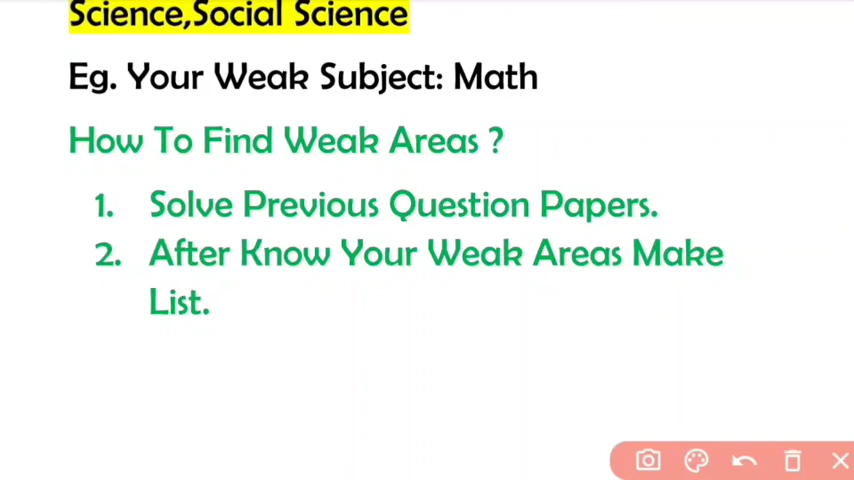 Science,Social Science
Eg. Your Weak Subject: Math
How To Find Weak Areas ?
1. Solve Previous Question Papers.
2. After Know Your Weak Areas Make
List.